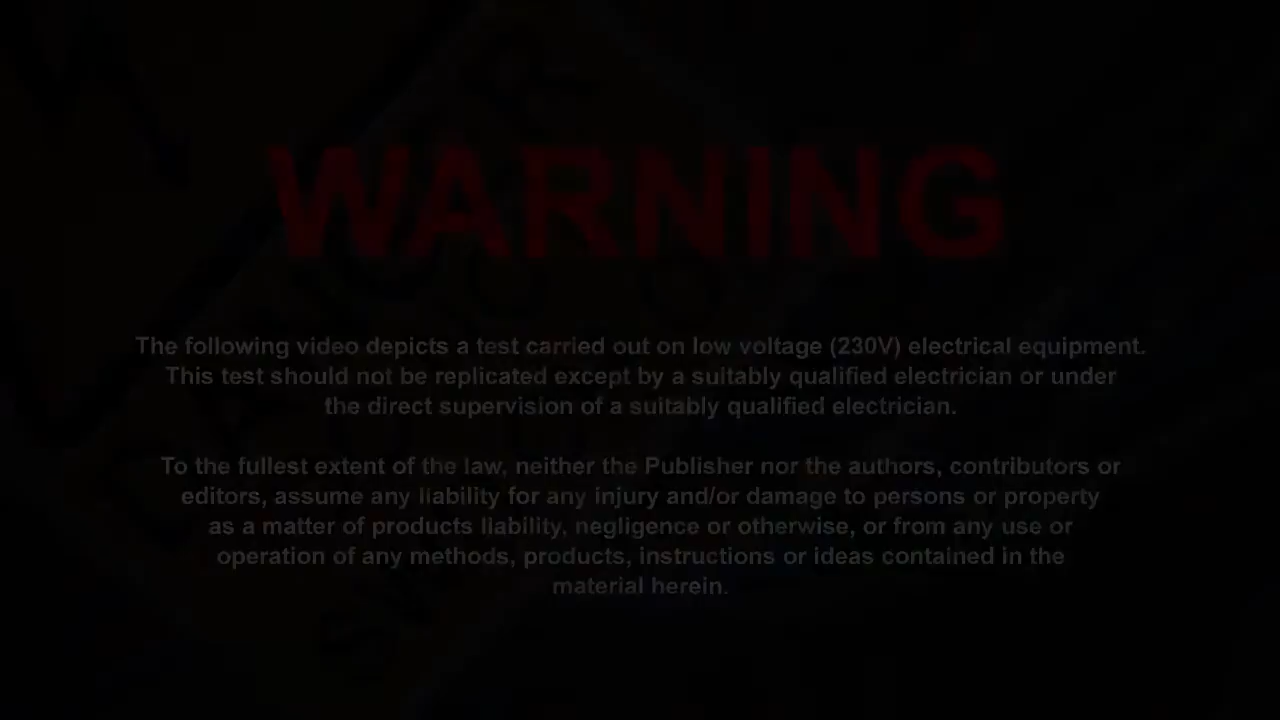 WARNING
The following video depicts a test carried out on low voltage (230V) electrical equipment.
This test should not be replicated except by a suitably qualified electrician or under
the direct supervision of a suitably qualified electrician.
To the fullest extent of the law, neither the Publisher nor the authors, contributors or
editors, assume any liability for any injury and/or damage to persons or property
as a matter of products liability, negligence or otherwise, or from any use or
operation of any methods, products, instructions or ideas contained in the
material herein.